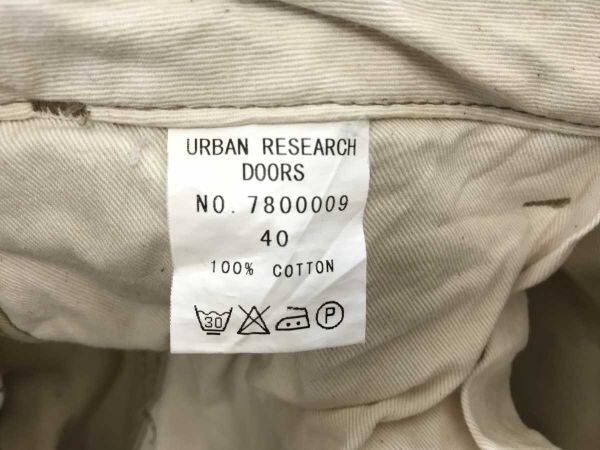 URBAN RESEARCH
DOORS
NO. 7800009
40
100% COTTON
30 P